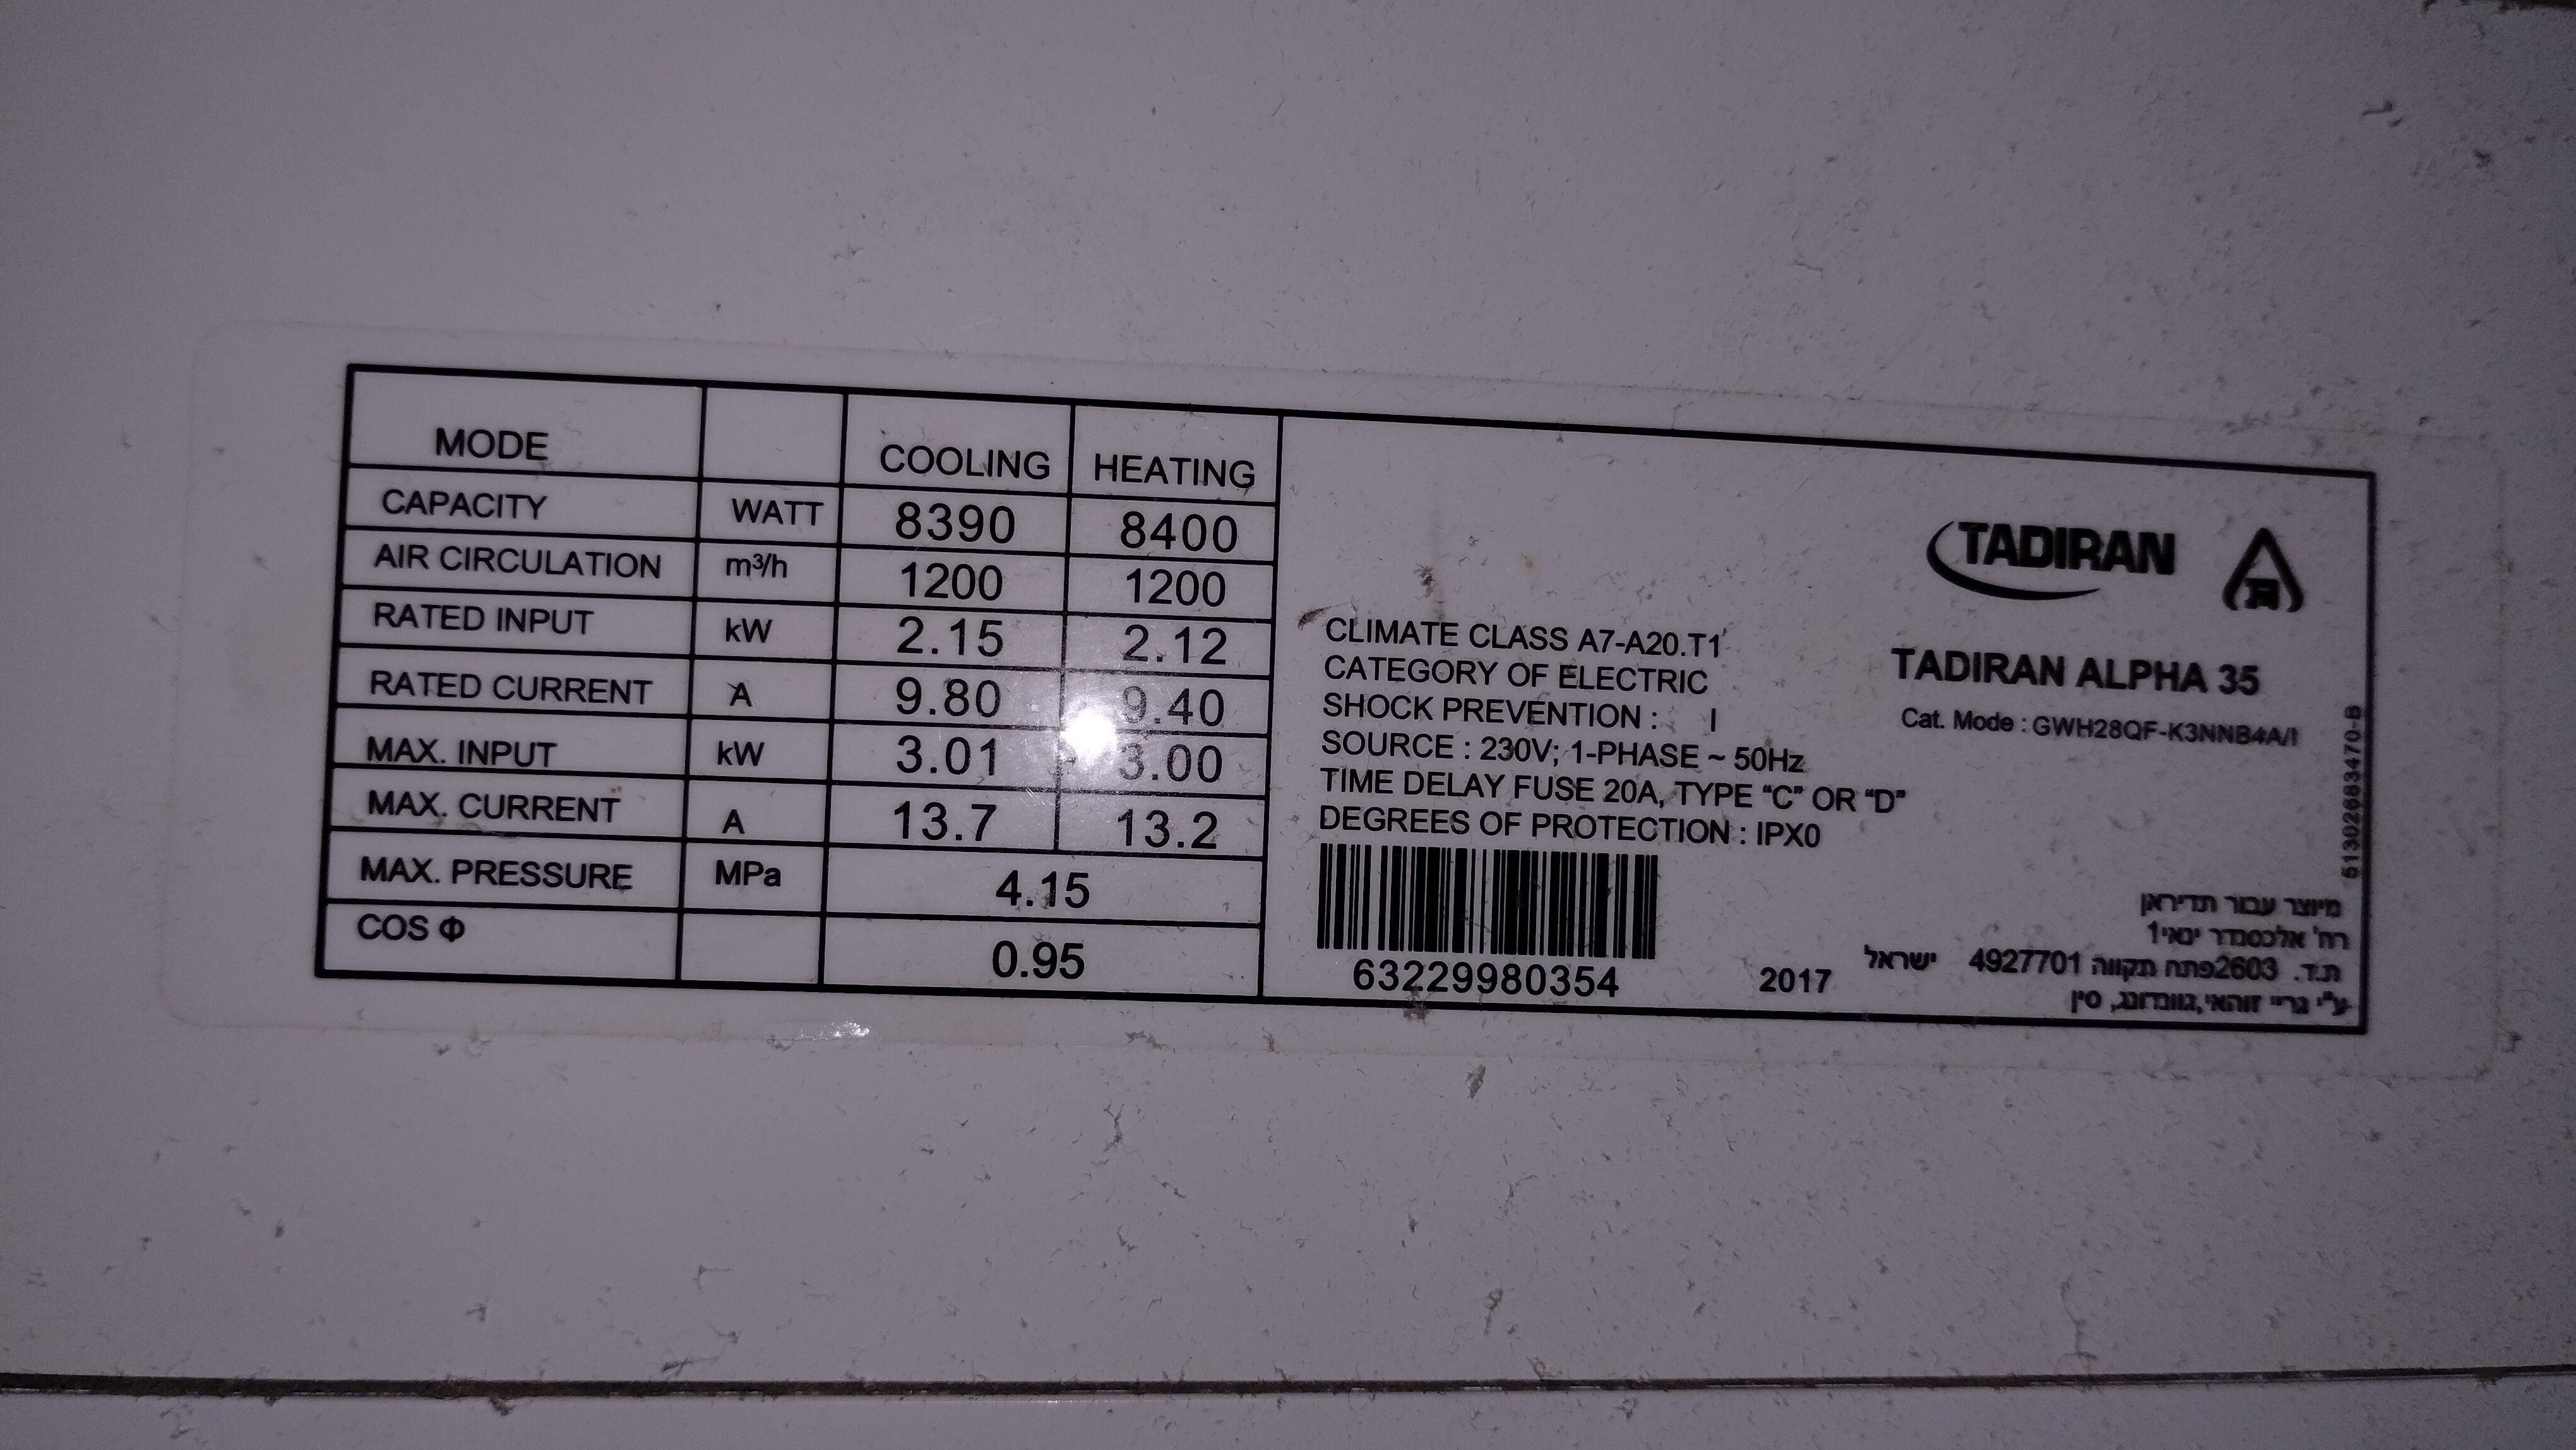 MODE COOLING HEATING
CAPACITY WATT 8390 8400
AIR CIRCULATION m³/h 1200 1200
RATED INPUT kW 2.15 2.12
RATED CURRENT A 9.80 9.40
MAX. INPUT kW 3.01 3.00
MAX. CURRENT A 13.7 13.2
MAX. PRESSURE MPa 4.15
COS Φ 0.95
CLIMATE CLASS A7-A20.T1
CATEGORY OF ELECTRIC
SHOCK PREVENTION : I
SOURCE : 230V; 1-PHASE ~ 50Hz
TIME DELAY FUSE 20A, TYPE "C" OR "D"
DEGREES OF PROTECTION : IPX0
63229980354
2017
TADIRAN
TADIRAN ALPHA 35
Cat. Mode : GWH28QF-K3NNB4A/I
51302683470-B
מיוצר עבור תדיראן
רח' אלכסנדר ינאי1
ת.ד. 2603פתח תקווה 4927701 ישראל
ע"י גריי זוהאי,גוונדונג, סין